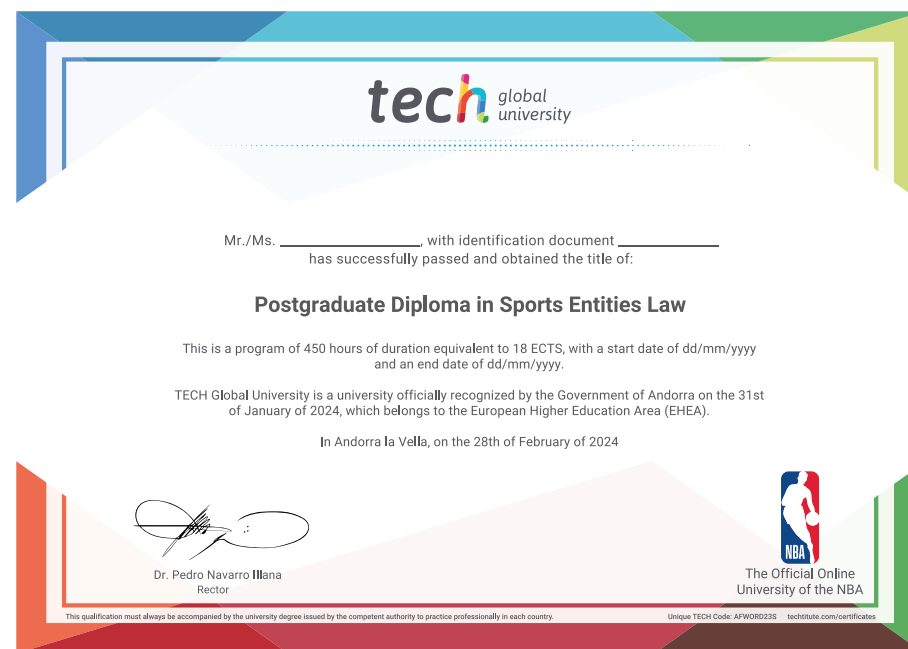 tech global university
Mr./Ms. ____________, with identification document ____________
has successfully passed and obtained the title of:
Postgraduate Diploma in Sports Entities Law
This is a program of 450 hours of duration equivalent to 18 ECTS, with a start date of dd/mm/yyyy
and an end date of dd/mm/yyyy.
TECH Global University is a university officially recognized by the Government of Andorra on the 31st
of January of 2024, which belongs to the European Higher Education Area (EHEA).
In Andorra la Vella, on the 28th of February of 2024
Dr. Pedro Navarro Illana
Rector
NBA
The Official Online
University of the NBA
This qualification must always be accompanied by the university degree issued by the competent authority to practice professionally in each country.
Unique TECH Code: AFWORD23S techtitute.com/certificates